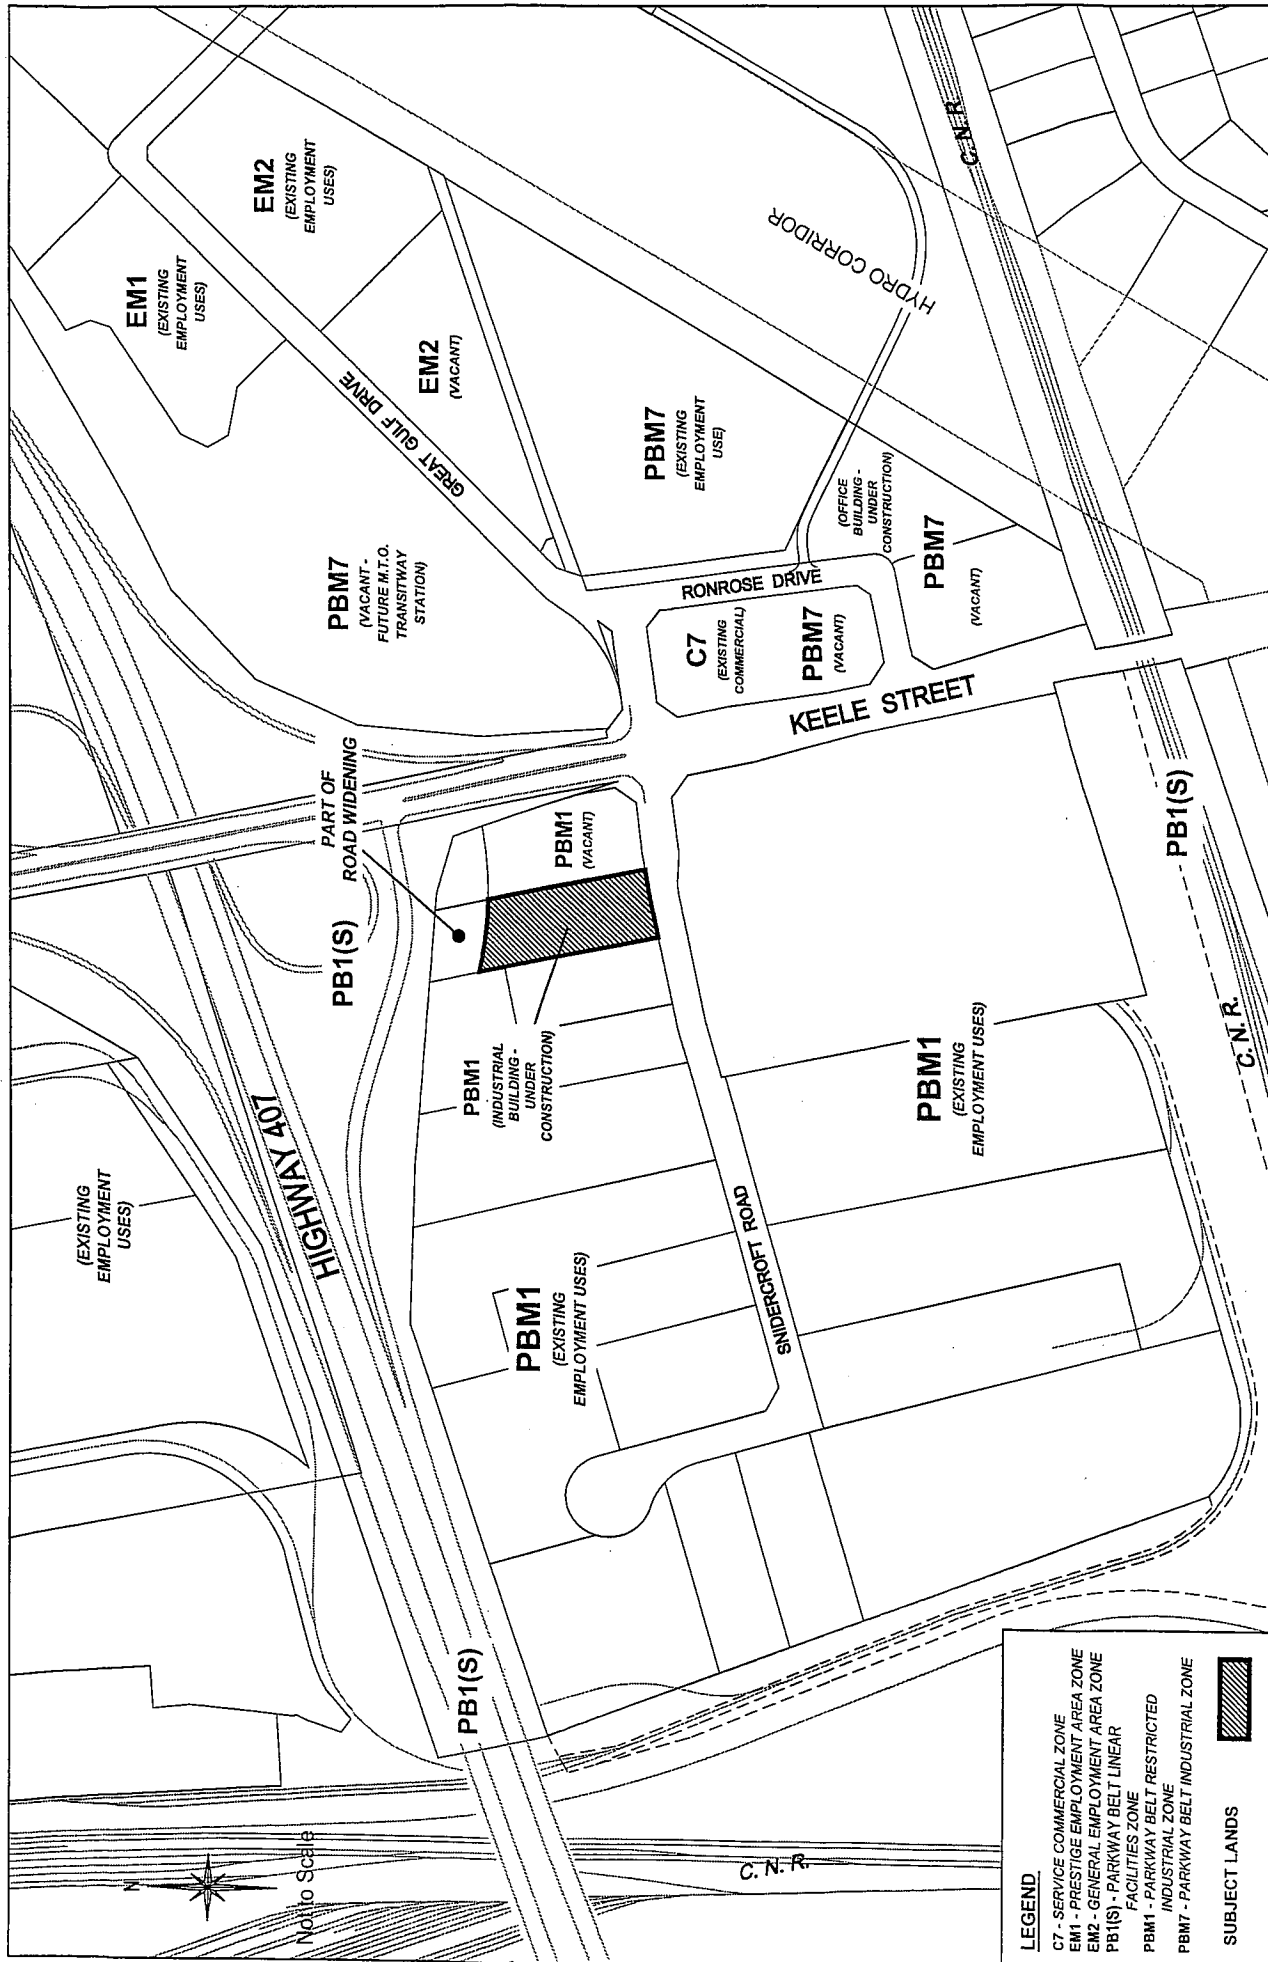 N
Not to Scale
(EXISTING
EMPLOYMENT
USES)
HIGHWAY 407
PB1(S)
PB1(S)
PART OF
ROAD WIDENING
PBM7
(VACANT -
FUTURE M.T.O.
TRANSITWAY
STATION)
EM1
(EXISTING
EMPLOYMENT
USES)
EM2
(EXISTING
EMPLOYMENT
USES)
GREAT GULF DRIVE
EM2
(VACANT)
PBM7
(EXISTING
EMPLOYMENT
USE)
HYDRO CORRIDOR
C. N. R.
(OFFICE
BUILDING -
UNDER
CONSTRUCTION)
RONROSE DRIVE
C7
(EXISTING
COMMERCIAL)
PBM7
(VACANT)
PBM7
(VACANT)
KEELE STREET
PBM1
(VACANT)
PBM1
(INDUSTRIAL
BUILDING -
UNDER
CONSTRUCTION)
PBM1
(EXISTING
EMPLOYMENT USES)
SNIDERCROFT ROAD
PBM1
(EXISTING
EMPLOYMENT USES)
PB1(S)
C. N. R.
C. N. R.
LEGEND
C7 - SERVICE COMMERCIAL ZONE
EM1 - PRESTIGE EMPLOYMENT AREA ZONE
EM2 - GENERAL EMPLOYMENT AREA ZONE
PB1(S) - PARKWAY BELT LINEAR
FACILITIES ZONE
PBM1 - PARKWAY BELT RESTRICTED
INDUSTRIAL ZONE
PBM7 - PARKWAY BELT INDUSTRIAL ZONE
SUBJECT LANDS